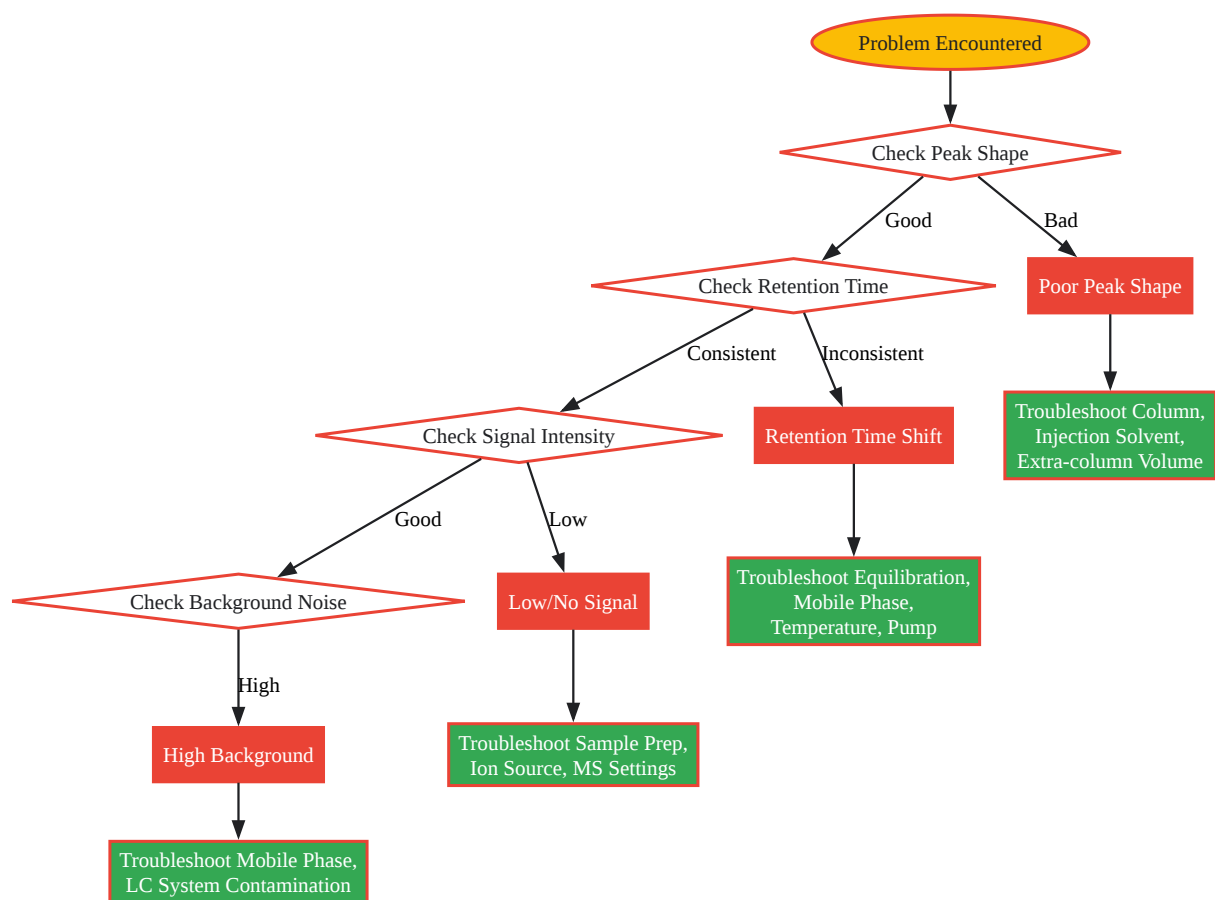 Problem Encountered
Check Peak Shape
Good
Bad
Check Retention Time
Poor Peak Shape
Consistent
Inconsistent
Troubleshoot Column,
Injection Solvent,
Extra-column Volume
Check Signal Intensity
Retention Time Shift
Good
Low
Troubleshoot Equilibration,
Mobile Phase,
Temperature, Pump
Check Background Noise
Low/No Signal
High
Troubleshoot Sample Prep,
Ion Source, MS Settings
High Background
Troubleshoot Mobile Phase,
LC System Contamination